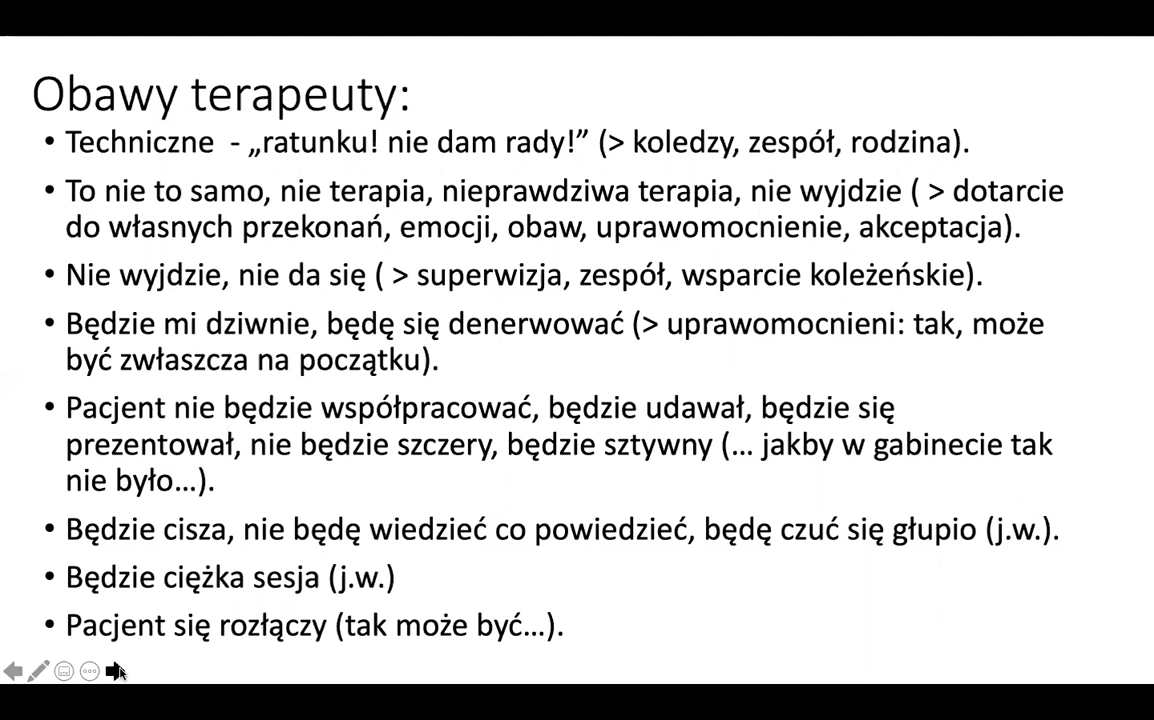 Obawy terapeuty:
• Techniczne - „ratunku! nie dam rady!” (> koledzy, zespół, rodzina).
• To nie to samo, nie terapia, nieprawdziwa terapia, nie wyjdzie ( > dotarcie
do własnych przekonań, emocji, obaw, uprawomocnienie, akceptacja).
• Nie wyjdzie, nie da się ( > superwizja, zespół, wsparcie koleżeńskie).
• Będzie mi dziwnie, będę się denerwować (> uprawomocnieni: tak, może
być zwłaszcza na początku).
• Pacjent nie będzie współpracować, będzie udawał, będzie się
prezentował, nie będzie szczery, będzie sztywny (… jakby w gabinecie tak
nie było…).
• Będzie cisza, nie będę wiedzieć co powiedzieć, będę czuć się głupio (j.w.).
• Będzie ciężka sesja (j.w.)
• Pacjent się rozłączy (tak może być…).